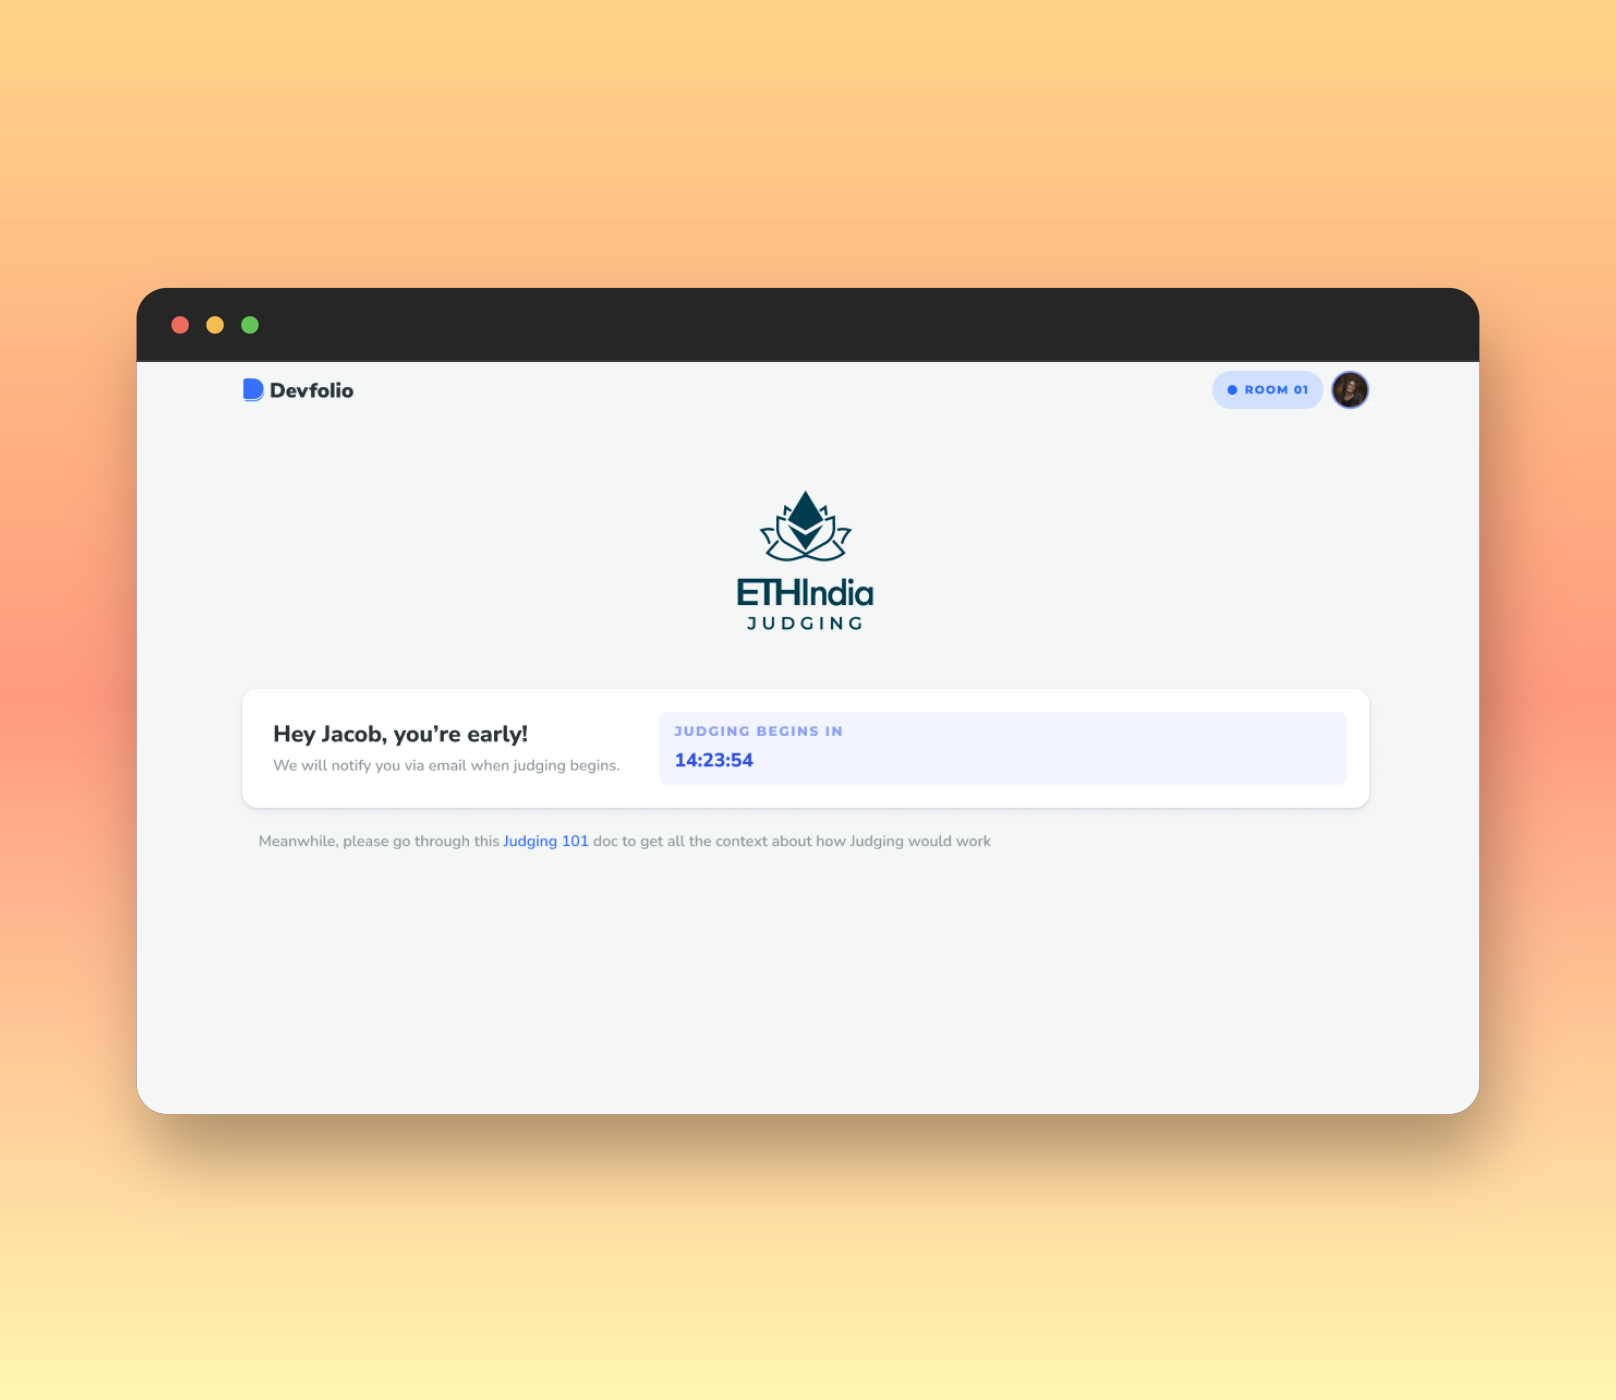 Devfolio
ROOM 01
ETHIndia
JUDGING
Hey Jacob, you’re early!
We will notify you via email when judging begins.
JUDGING BEGINS IN
14:23:54
Meanwhile, please go through this Judging 101 doc to get all the context about how Judging would work